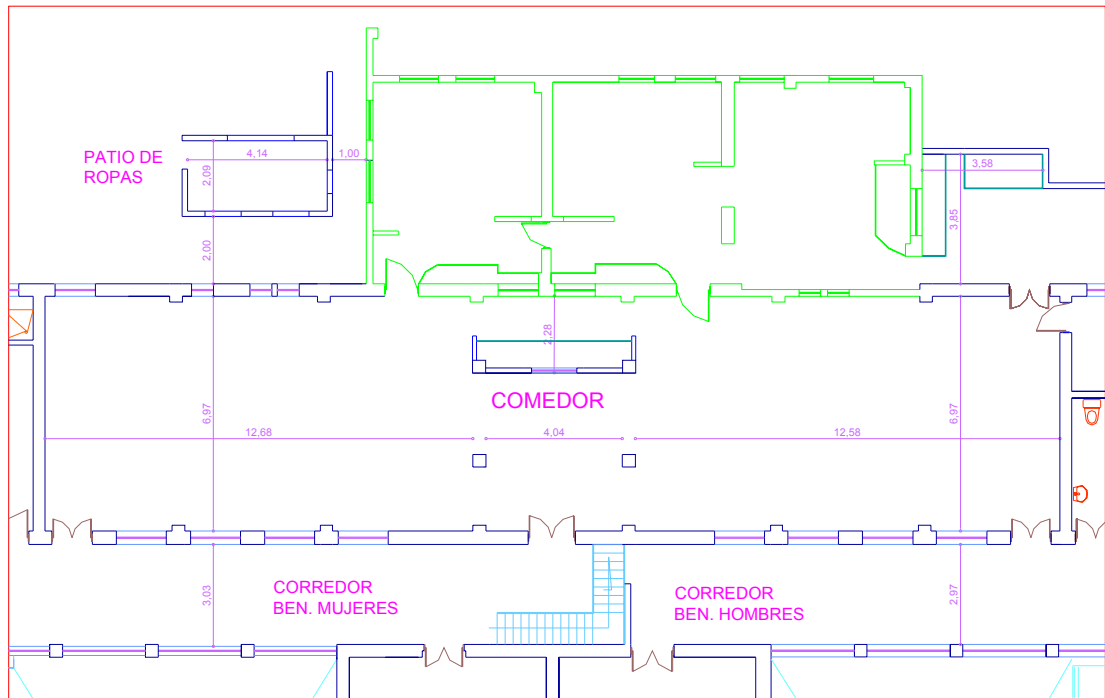 PATIO DE
ROPAS
4,14
1,00
2,09
3,58
3,85
2,00
2,28
COMEDOR
6,97
6,97
12,68
4,04
12,58
CORREDOR
BEN. MUJERES
CORREDOR
BEN. HOMBRES
3,03
2,97